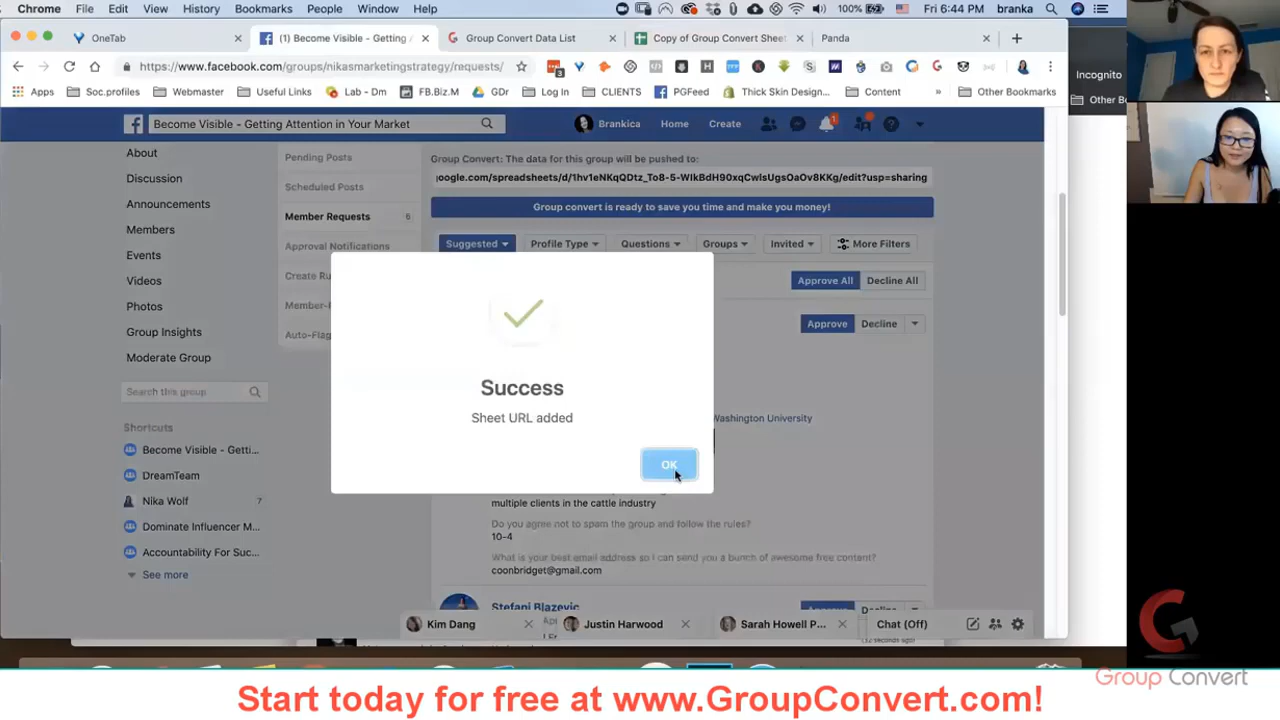 Chrome File Edit View History Bookmarks People Window Help 100% Fri 6:44 PM branka
OneTab (1) Become Visible - Getting A Group Convert Data List Copy of Group Convert Sheet Panda
https://www.facebook.com/groups/nikasmarketingstrategy/requests/
Incognito
Apps Soc.profiles Webmaster Useful Links Lab - Dm FB.Biz.M GDr Log In CLIENTS PGFeed Thick Skin Design... Content » Other Bookmarks
Other Bo
Become Visible - Getting Attention in Your Market Brankica Home Create 1
About
Discussion
Announcements
Members
Events
Videos
Photos
Group Insights
Moderate Group
Search this group
Shortcuts
Become Visible - Getti...
DreamTeam
Nika Wolf 7
Dominate Influencer M...
Accountability For Suc...
See more
Pending Posts
Scheduled Posts
Member Requests 6
Approval Notifications
Create Ru
Member-R
Auto-Flag
Group Convert: The data for this group will be pushed to:
Group convert is ready to save you time and make you money!
Suggested Profile Type Questions Groups Invited More Filters
Approve All Decline All
Approve Decline
Success
Sheet URL added
OK
Washington University
multiple clients in the cattle industry
Do you agree not to spam the group and follow the rules?
10-4
What is your best email address so I can send you a bunch of awesome free content?
coonbridget@gmail.com
Stefani Blazevic
Kim Dang Justin Harwood Sarah Howell P... Chat (Off)
Group Convert
Start today for free at www.GroupConvert.com!